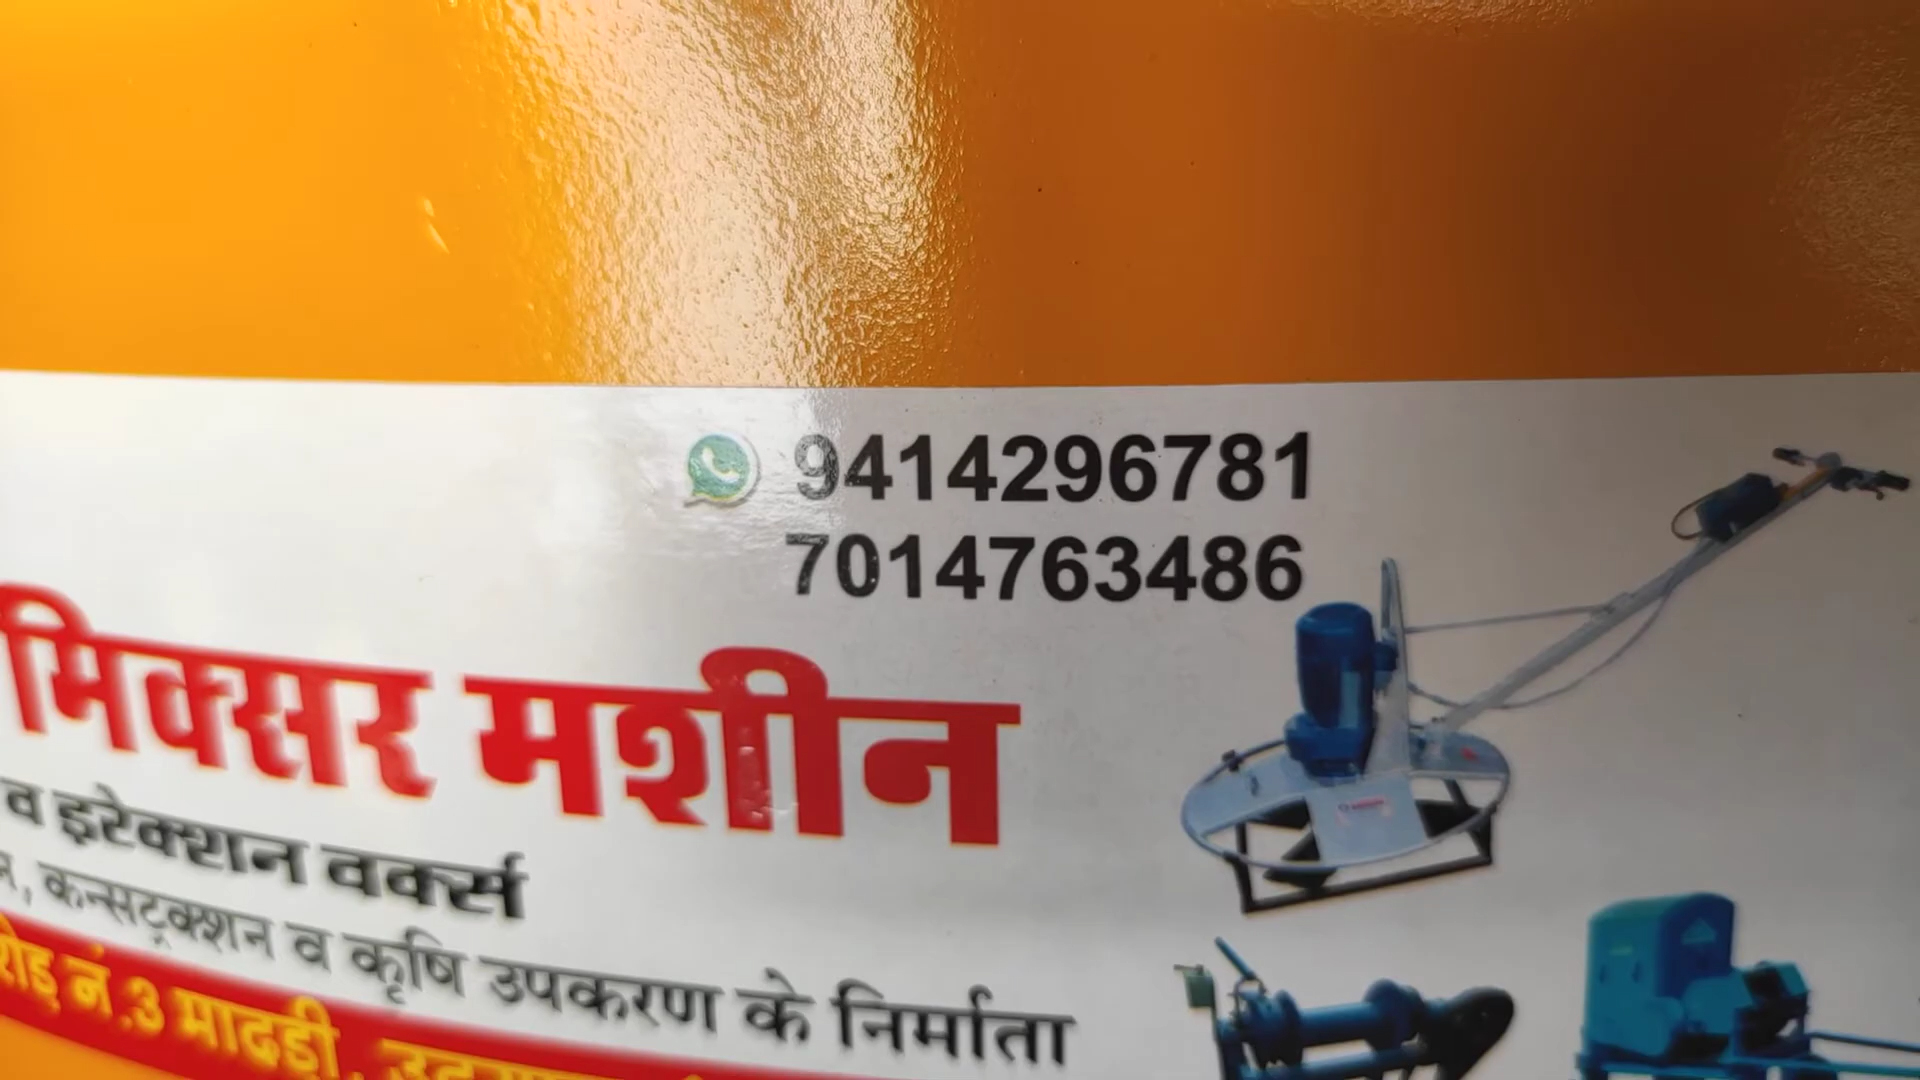 9414296781
7014763486
मिक्सर मशीन
व इरेक्शन वर्क्स
, कन्सट्रक्शन व कृषि उपकरण के निर्माता
रोड़ नं.3 मादड़ी,